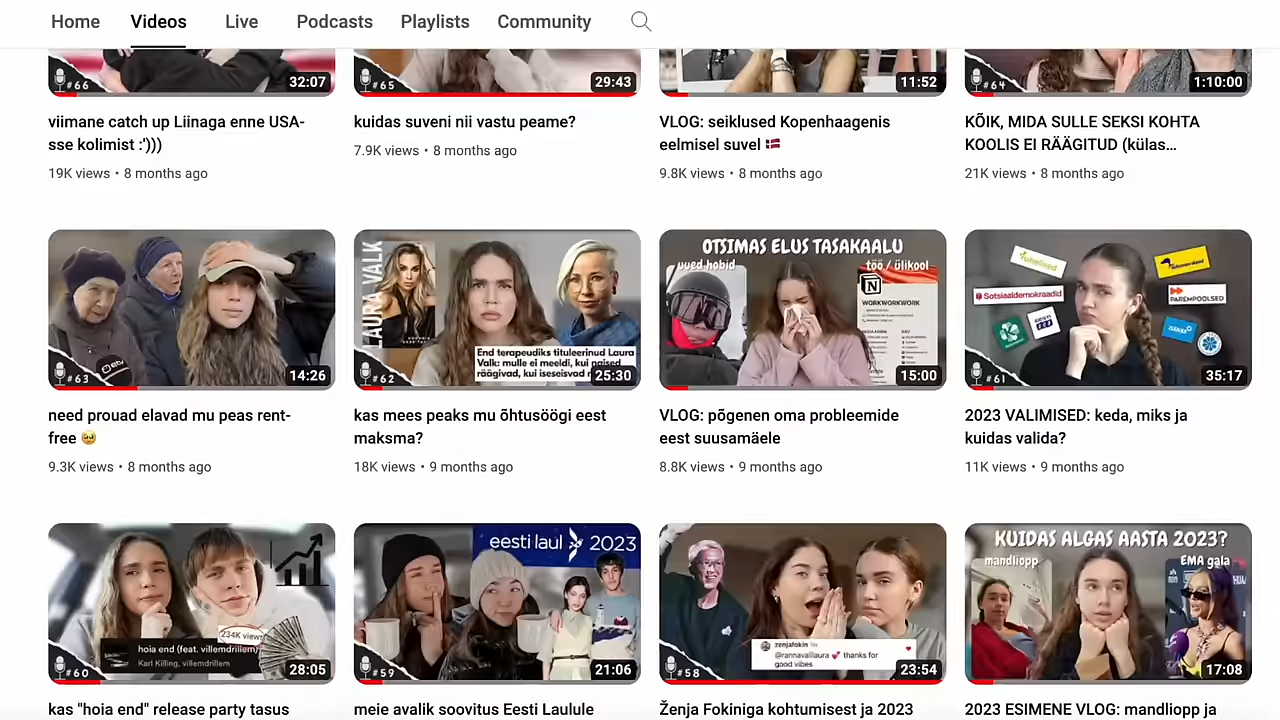 Home Videos Live Podcasts Playlists Community
#66 32:07
#65 29:43
11:52
#64 1:10:00
viimane catch up Liinaga enne USA-
sse kolimist :')))
19K views • 8 months ago
kuidas suveni nii vastu peame?
7.9K views • 8 months ago
VLOG: seiklused Kopenhaagenis
eelmisel suvel 🇩🇰
9.8K views • 8 months ago
KÕIK, MIDA SULLE SEKSI KOHTA
KOOLIS EI RÄÄGITUD (külas...
21K views • 8 months ago
etv
#63 14:26
LAURA VALK
End terapeudiks tituleerinud Laura
Valk: mulle ei meeldi, kui naised
räägivad, kui iseseisvad
#62 25:30
OTSIMAS ELUS TASAKAALU
uued hobid
töö / ülikool
WORKWORKWORK
15:00
Rohelised
Sotsiaaldemokraadid
EESTI 200
PAREMPOOLSED
ISAMAA
#61 35:17
need prouad elavad mu peas rent-
free 🥹
9.3K views • 8 months ago
kas mees peaks mu õhtusöögi eest
maksma?
18K views • 9 months ago
VLOG: põgenen oma probleemide
eest suusamäele
8.8K views • 9 months ago
2023 VALIMISED: keda, miks ja
kuidas valida?
11K views • 9 months ago
234K views
hoia end (feat. villemdrillem)
Karl Killing, villemdrillem
#60 28:05
eesti laul 2023
#59 21:06
zenjafokin
@rannavalllaura 💕 thanks for
good vibes
#58 23:54
KUIDAS ALGAS AASTA 2023?
mandliopp
EMA gala
17:08
kas "hoia end" release party tasus
meie avalik soovitus Eesti Laulule
Ženja Fokiniga kohtumisest ja 2023
2023 ESIMENE VLOG: mandliopp ja